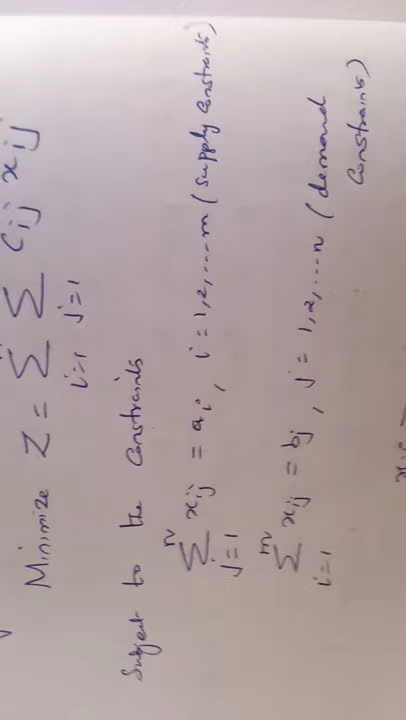 Minimize Z = Σ Σ Cij xij
i=1 j=1
Subject to the Constraints
n
Σ xij = ai, i = 1,2,...m (Supply Constraints)
j=1
m
Σ xij = bj, j = 1,2,...n (demand
i=1
Constraints)